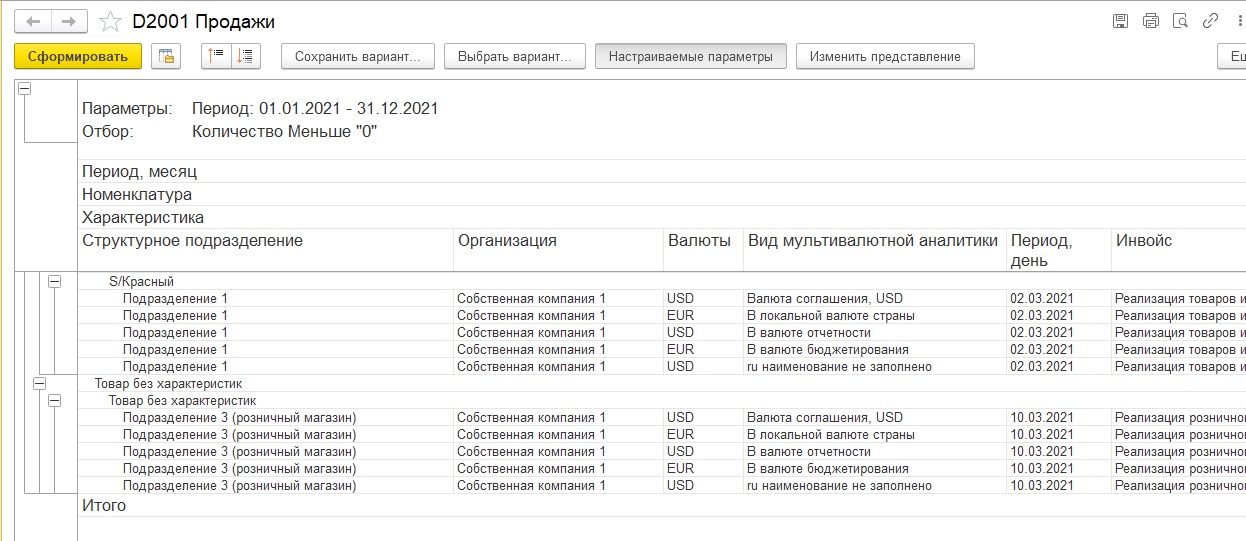 D2001 Продажи
Сформировать Сохранить вариант... Выбрать вариант... Настраиваемые параметры Изменить представление
Параметры: Период: 01.01.2021 - 31.12.2021
Отбор: Количество Меньше "0"
Период, месяц
Номенклатура
Характеристика
Структурное подразделение Организация Валюты Вид мультивалютной аналитики Период, Инвойс
день
S/Красный
Подразделение 1 Собственная компания 1 USD Валюта соглашения, USD 02.03.2021 Реализация товаров и
Подразделение 1 Собственная компания 1 EUR В локальной валюте страны 02.03.2021 Реализация товаров и
Подразделение 1 Собственная компания 1 USD В валюте отчетности 02.03.2021 Реализация товаров и
Подразделение 1 Собственная компания 1 EUR В валюте бюджетирования 02.03.2021 Реализация товаров и
Подразделение 1 Собственная компания 1 USD ru наименование не заполнено 02.03.2021 Реализация товаров и
Товар без характеристик
Товар без характеристик
Подразделение 3 (розничный магазин) Собственная компания 1 USD Валюта соглашения, USD 10.03.2021 Реализация
Подразделение 3 (розничный магазин) Собственная компания 1 EUR В локальной валюте страны 10.03.2021 Реализация
Подразделение 3 (розничный магазин) Собственная компания 1 USD В валюте отчетности 10.03.2021 Реализация
Подразделение 3 (розничный магазин) Собственная компания 1 EUR В валюте бюджетирования 10.03.2021 Реализация
Подразделение 3 (розничный магазин) Собственная компания 1 USD ru наименование не заполнено 10.03.2021 Реализация
Итого